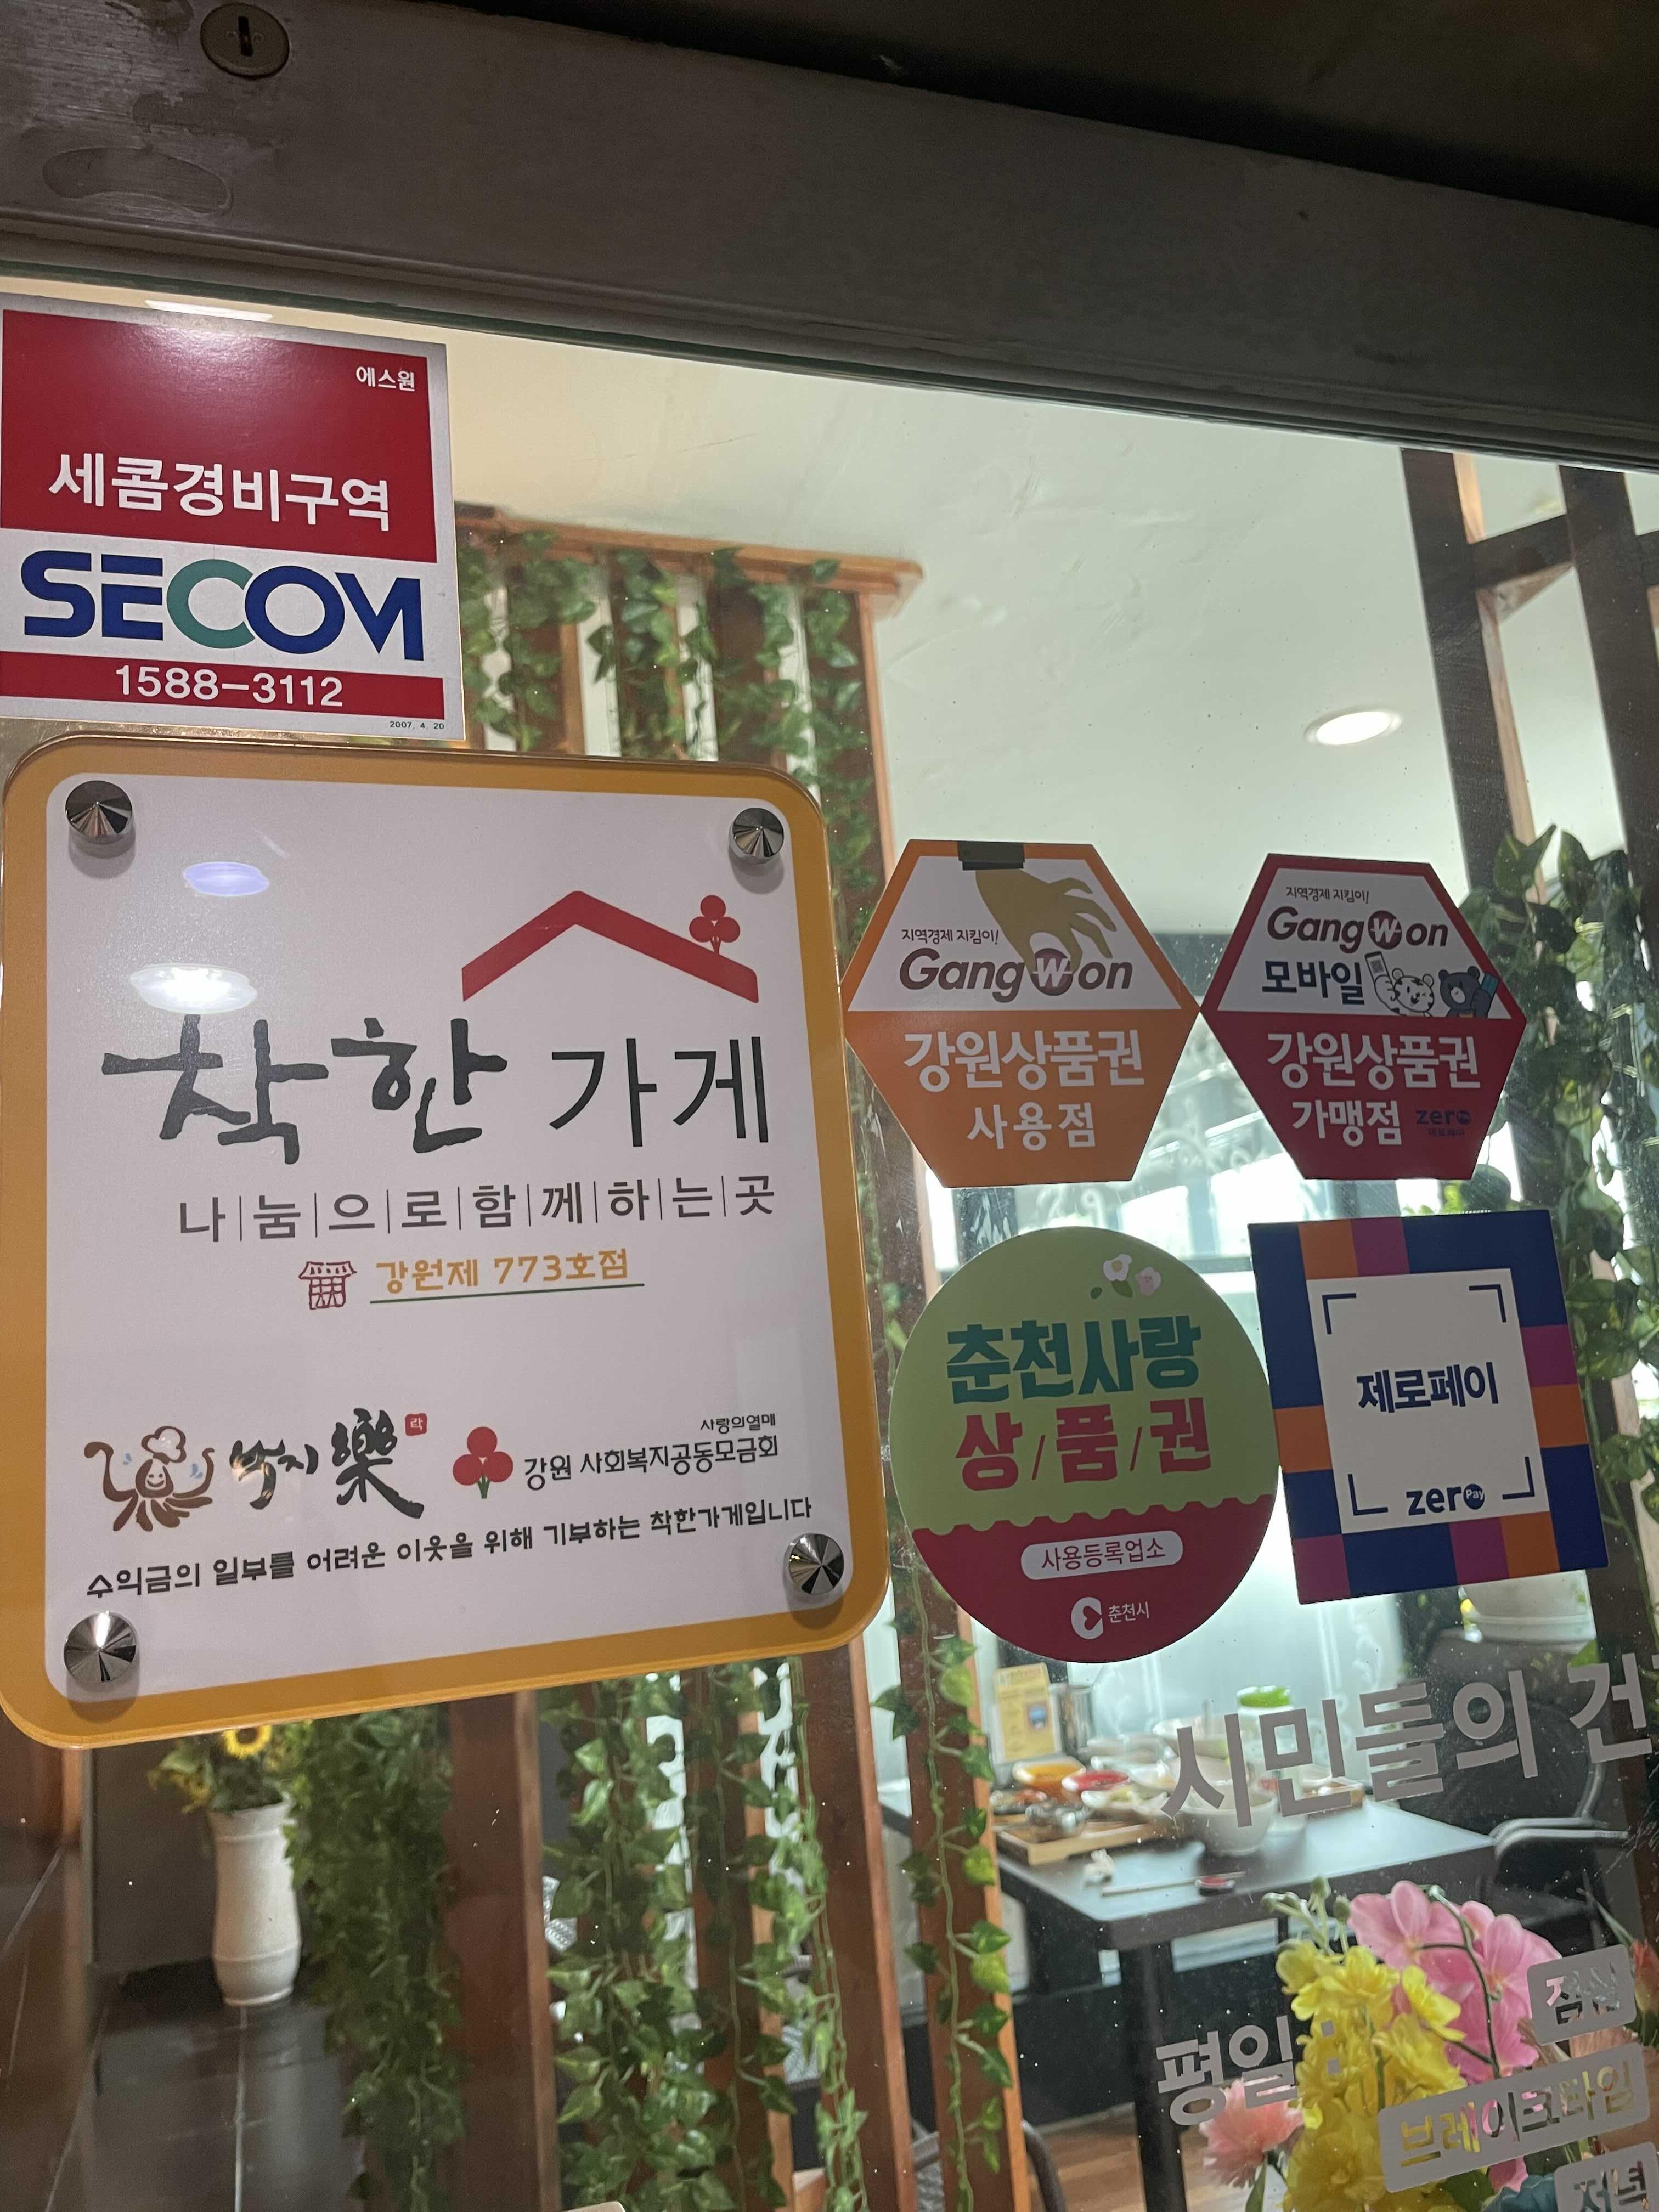 에스원
세콤경비구역
SECOM
1588-3112
2007. 4. 20
착한 가게
나|눔|으|로|함|께|하|는|곳
강원제 773호점
낙지樂
락
사랑의열매
강원 사회복지공동모금회
수익금의 일부를 어려운 이웃을 위해 기부하는 착한가게입니다
지역경제 지킴이!
GangWon
강원상품권
사용점
지역경제 지킴이!
GangWon
모바일
강원상품권
가맹점 zero
제로페이
춘천사랑
상/품/권
사용등록업소
춘천시
제로페이
zero Pay
시민들의 건
평일 :
점심
브레이크타임
저녁